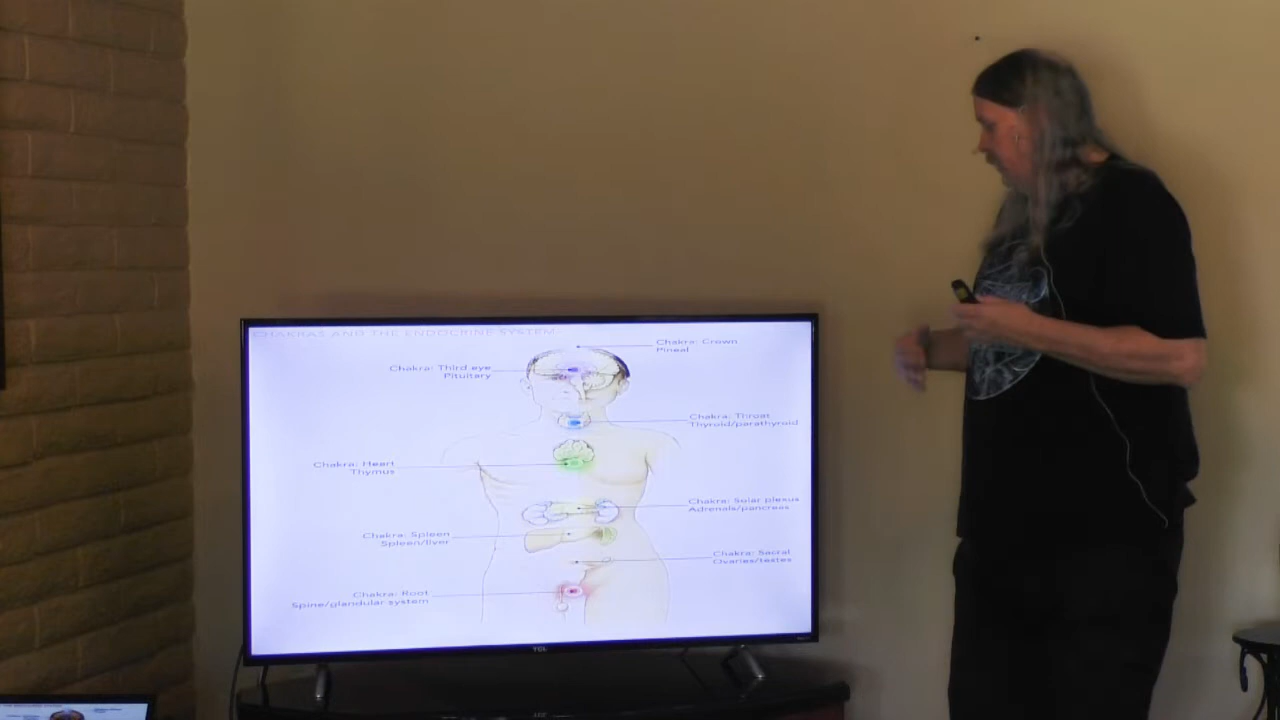 CHAKRAS AND THE ENDOCRINE SYSTEM
Chakra: Crown
Pineal
Chakra: Third eye
Pituitary
Chakra: Throat
Thyroid/parathyroid
Chakra: Heart
Thymus
Chakra: Solar plexus
Adrenals/pancreas
Chakra: Spleen
Spleen/liver
Chakra: Sacral
Ovaries/testes
Chakra: Root
Spine/glandular system
TCL